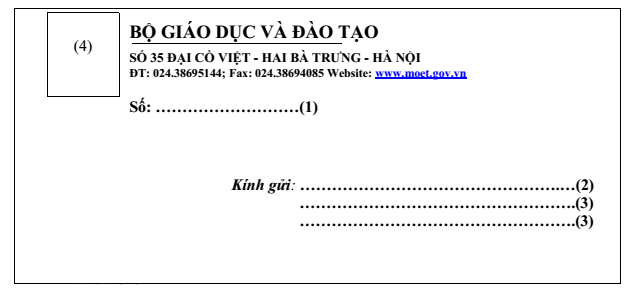 (4)
BỘ GIÁO DỤC VÀ ĐÀO TẠO
SỐ 35 ĐẠI CỒ VIỆT - HAI BÀ TRƯNG - HÀ NỘI
ĐT: 024.38695144; Fax: 024.38694085 Website: www.moet.gov.vn
Số: ………………………(1)
Kính gửi: …………………………………………….…(2)
…………………………………………….(3)
…………………………………………….(3)